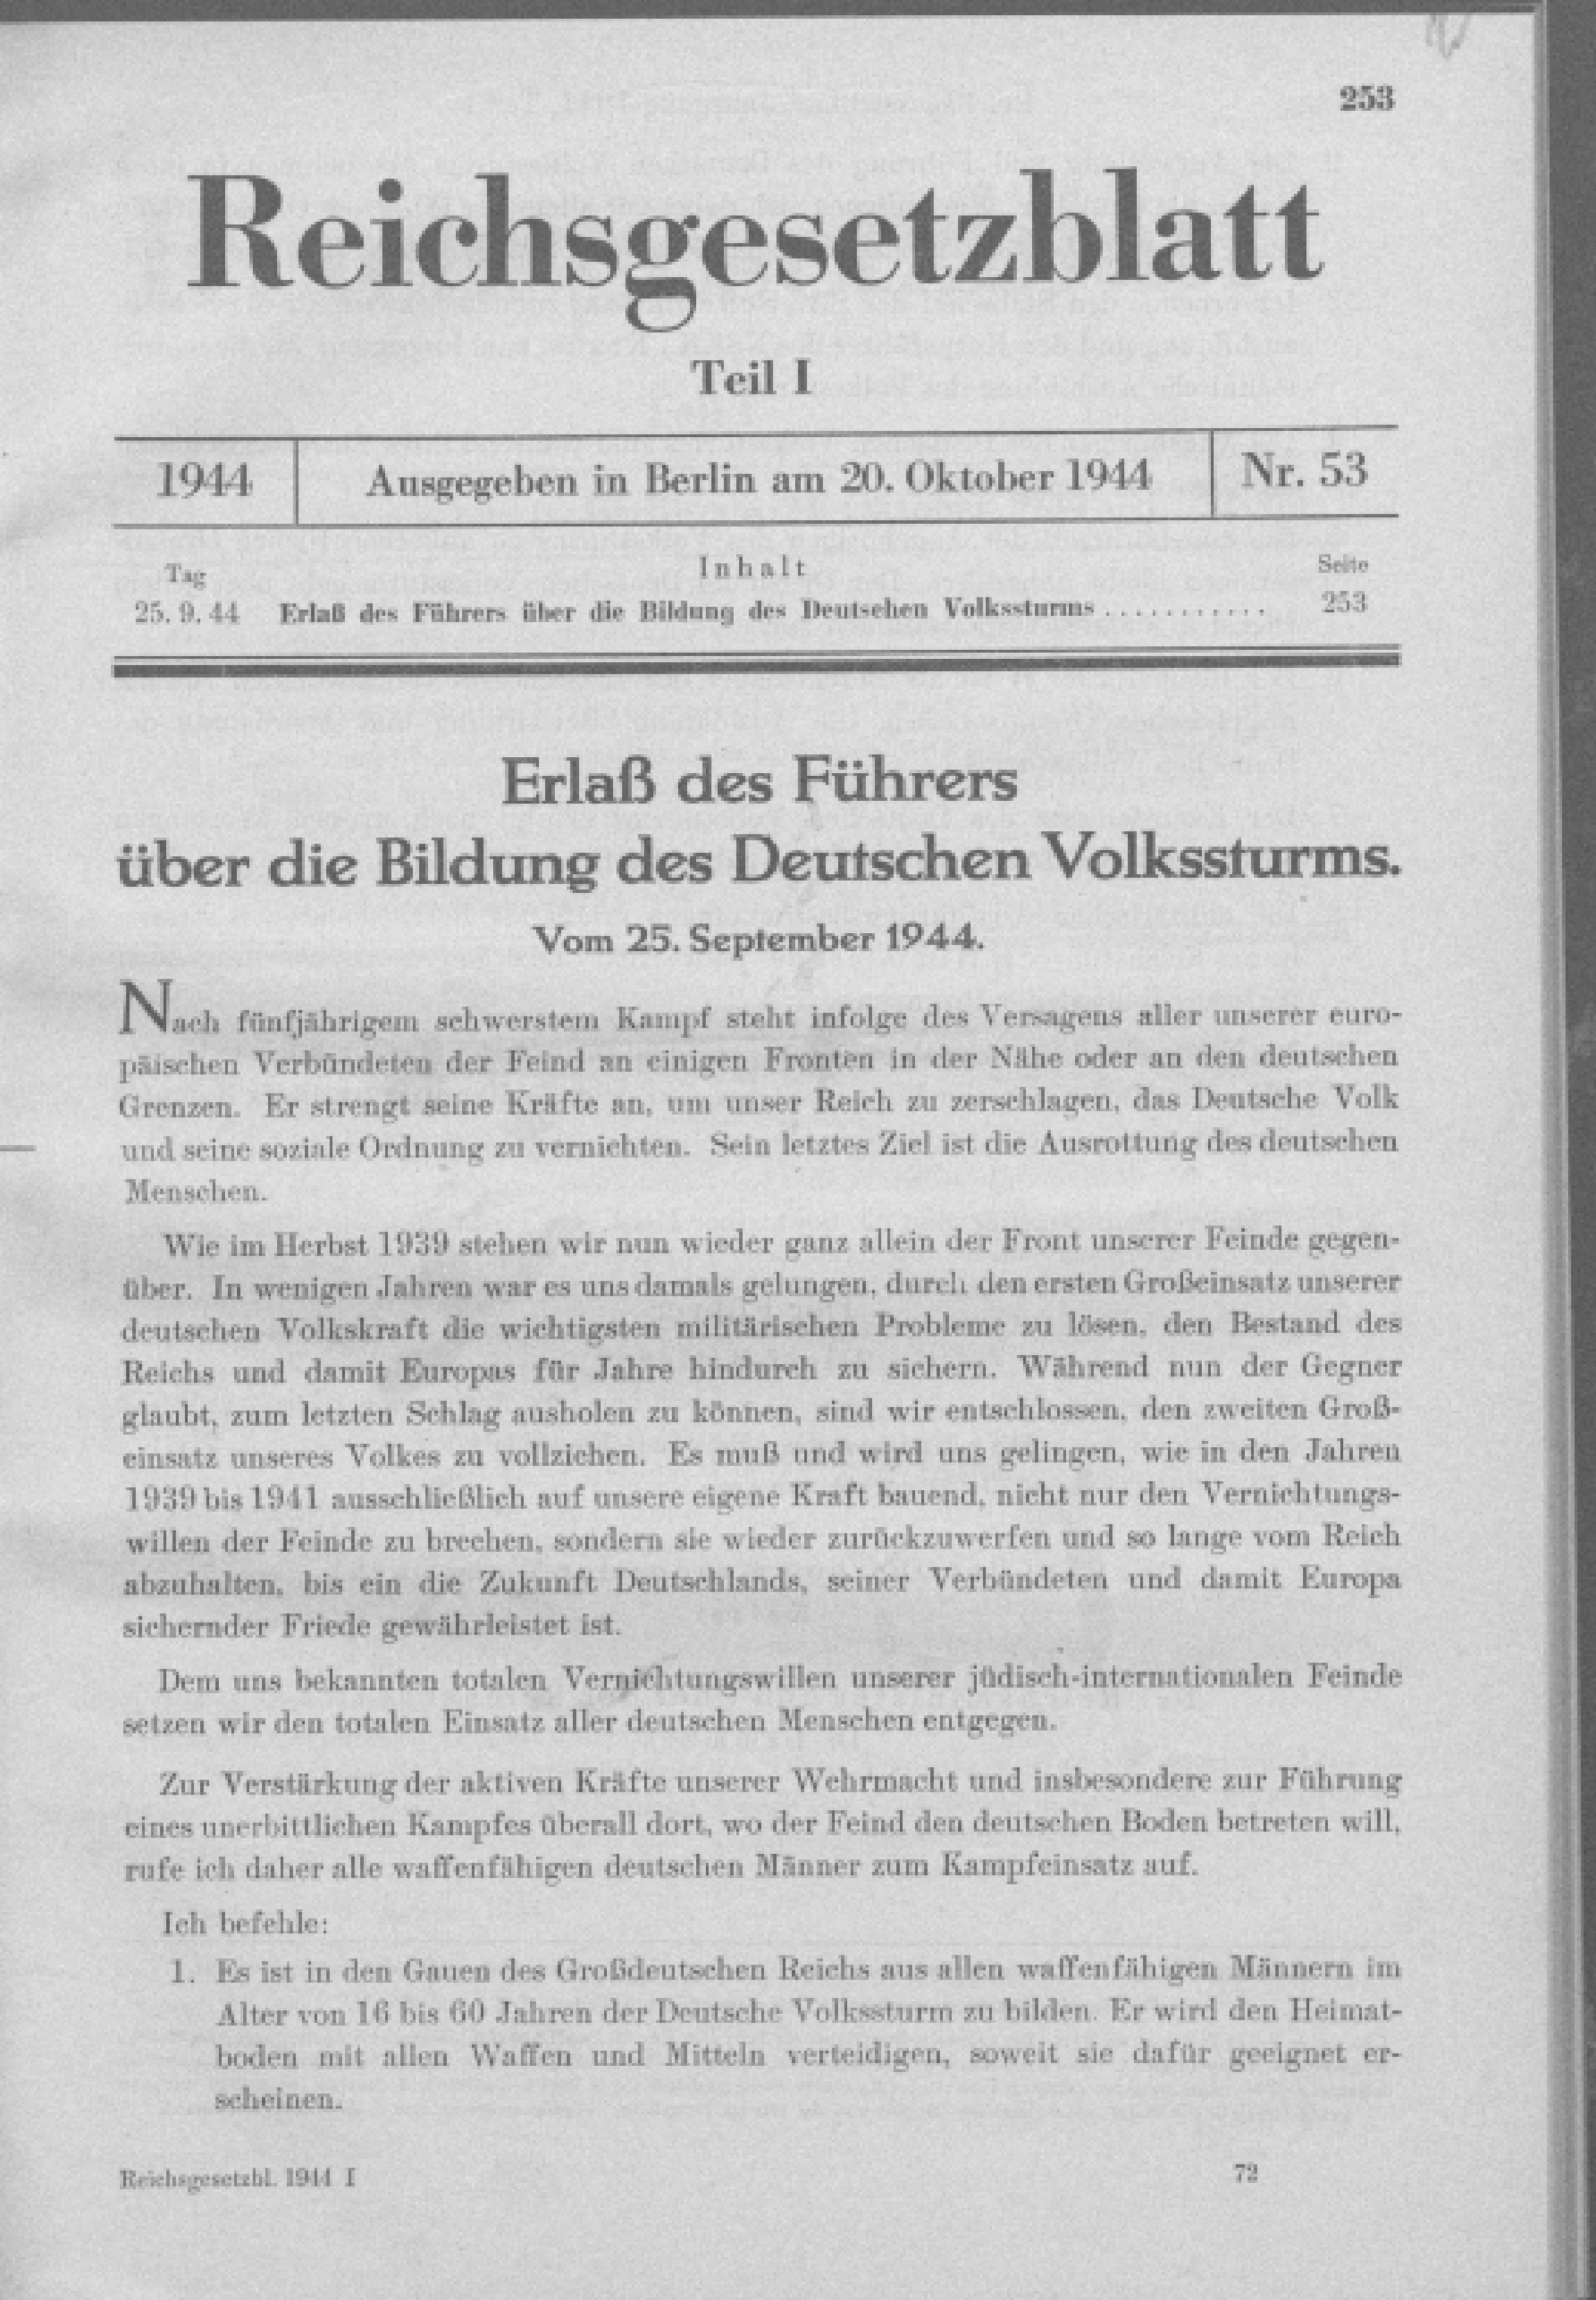 253
Reichsgesetzblatt
Teil I
1944 Ausgegeben in Berlin am 20. Oktober 1944 Nr. 53
Tag Inhalt Seite
25. 9. 44 Erlaß des Führers über die Bildung des Deutschen Volkssturms ........... 253
Erlaß des Führers
über die Bildung des Deutschen Volkssturms.
Vom 25. September 1944.
Nach fünfjährigem schwerstem Kampf steht infolge des Versagens aller unserer euro-
päischen Verbündeten der Feind an einigen Fronten in der Nähe oder an den deutschen
Grenzen. Er strengt seine Kräfte an, um unser Reich zu zerschlagen, das Deutsche Volk
und seine soziale Ordnung zu vernichten. Sein letztes Ziel ist die Ausrottung des deutschen
Menschen.
Wie im Herbst 1939 stehen wir nun wieder ganz allein der Front unserer Feinde gegen-
über. In wenigen Jahren war es uns damals gelungen, durch den ersten Großeinsatz unserer
deutschen Volkskraft die wichtigsten militärischen Probleme zu lösen, den Bestand des
Reichs und damit Europas für Jahre hindurch zu sichern. Während nun der Gegner
glaubt, zum letzten Schlag ausholen zu können, sind wir entschlossen, den zweiten Groß-
einsatz unseres Volkes zu vollziehen. Es muß und wird uns gelingen, wie in den Jahren
1939 bis 1941 ausschließlich auf unsere eigene Kraft bauend, nicht nur den Vernichtungs-
willen der Feinde zu brechen, sondern sie wieder zurückzuwerfen und so lange vom Reich
abzuhalten, bis ein die Zukunft Deutschlands, seiner Verbündeten und damit Europa
sichernder Friede gewährleistet ist.
Dem uns bekannten totalen Vernichtungswillen unserer jüdisch-internationalen Feinde
setzen wir den totalen Einsatz aller deutschen Menschen entgegen.
Zur Verstärkung der aktiven Kräfte unserer Wehrmacht und insbesondere zur Führung
eines unerbittlichen Kampfes überall dort, wo der Feind den deutschen Boden betreten will,
rufe ich daher alle waffenfähigen deutschen Männer zum Kampfeinsatz auf.
Ich befehle:
1. Es ist in den Gauen des Großdeutschen Reichs aus allen waffenfähigen Männern im
Alter von 16 bis 60 Jahren der Deutsche Volkssturm zu bilden. Er wird den Heimat-
boden mit allen Waffen und Mitteln verteidigen, soweit sie dafür geeignet er-
scheinen.
Reichsgesetzbl. 1944 I 72